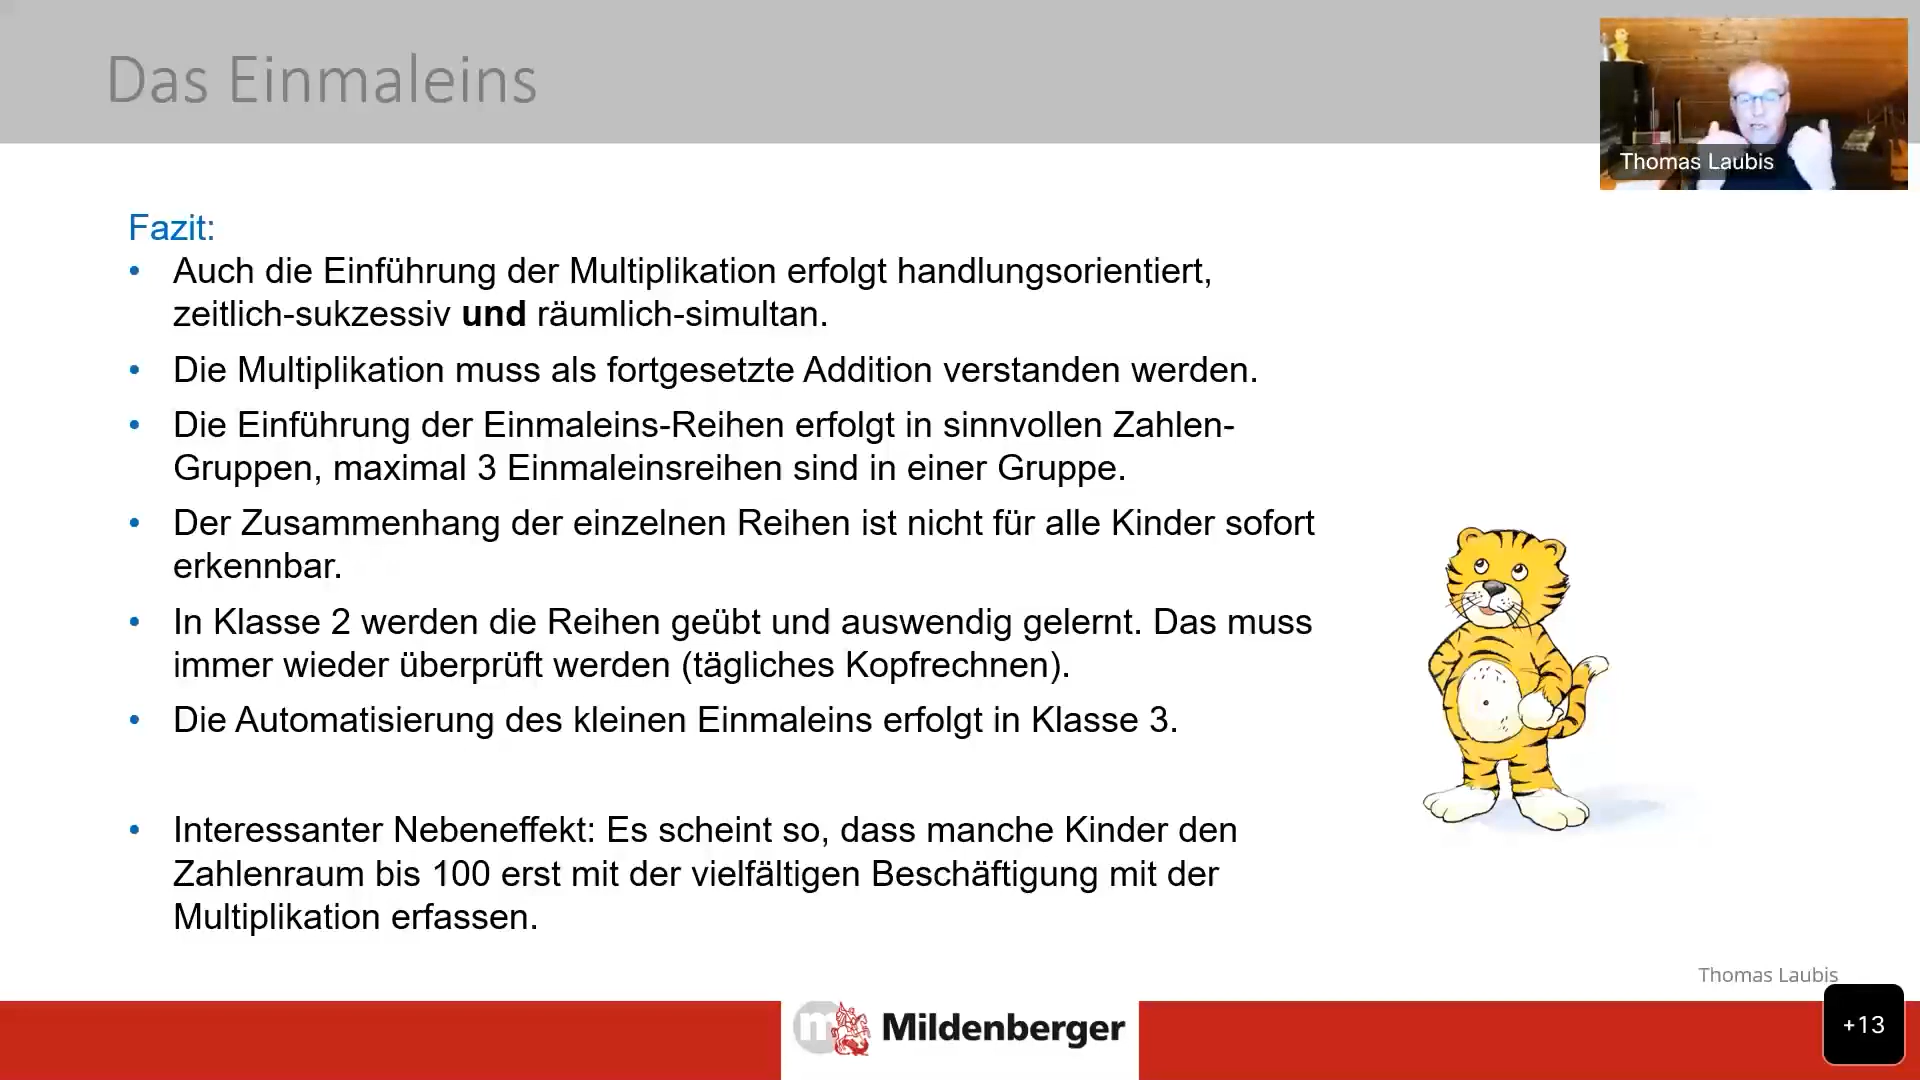 Das Einmaleins
Thomas Laubis
Fazit:
• Auch die Einführung der Multiplikation erfolgt handlungsorientiert,
zeitlich-sukzessiv und räumlich-simultan.
• Die Multiplikation muss als fortgesetzte Addition verstanden werden.
• Die Einführung der Einmaleins-Reihen erfolgt in sinnvollen Zahlen-
Gruppen, maximal 3 Einmaleinsreihen sind in einer Gruppe.
• Der Zusammenhang der einzelnen Reihen ist nicht für alle Kinder sofort
erkennbar.
• In Klasse 2 werden die Reihen geübt und auswendig gelernt. Das muss
immer wieder überprüft werden (tägliches Kopfrechnen).
• Die Automatisierung des kleinen Einmaleins erfolgt in Klasse 3.
• Interessanter Nebeneffekt: Es scheint so, dass manche Kinder den
Zahlenraum bis 100 erst mit der vielfältigen Beschäftigung mit der
Multiplikation erfassen.
Thomas Laubis
m Mildenberger
+13